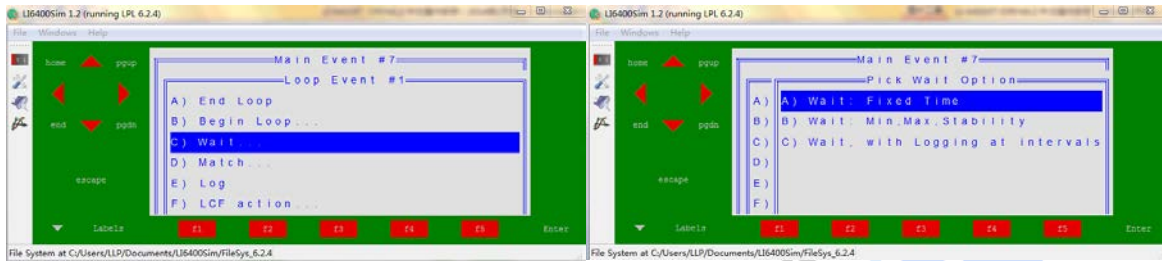 LI6400Sim 1.2 (running LPL 6.2.4)
File Windows Help
home pgup
end pgdn
escape
Labels f1 f2 f3 f4 f5 Enter
Main Event #7
Loop Event #1
A) End Loop
B) Begin Loop...
C) Wait...
D) Match...
E) Log
F) LCF action...
File System at C:/Users/LLP/Documents/LI6400Sim/FileSys_6.2.4
LI6400Sim 1.2 (running LPL 6.2.4)
File Windows Help
home pgup
end pgdn
escape
Labels f1 f2 f3 f4 f5 Enter
Main Event #7
Pick Wait Option
A) A) Wait: Fixed Time
B) B) Wait: Min,Max,Stability
C) C) Wait, with Logging at intervals
D)
E)
F)
File System at C:/Users/LLP/Documents/LI6400Sim/FileSys_6.2.4